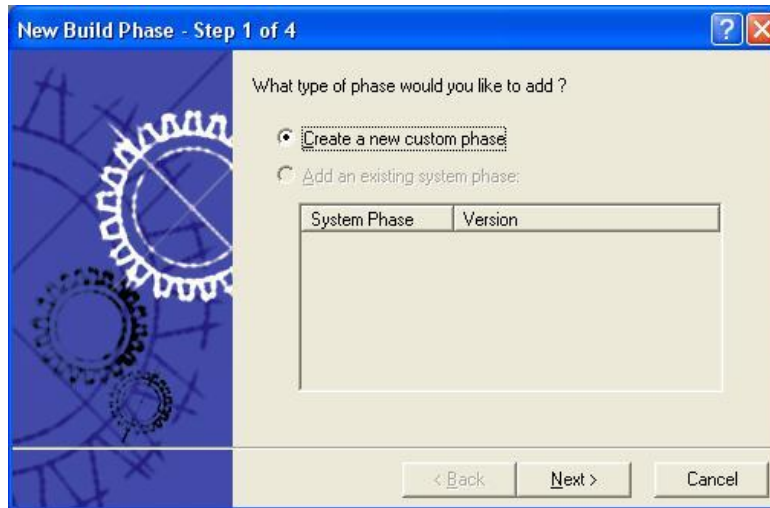 New Build Phase - Step 1 of 4
What type of phase would you like to add ?
Create a new custom phase
Add an existing system phase:
System Phase Version
< Back Next > Cancel